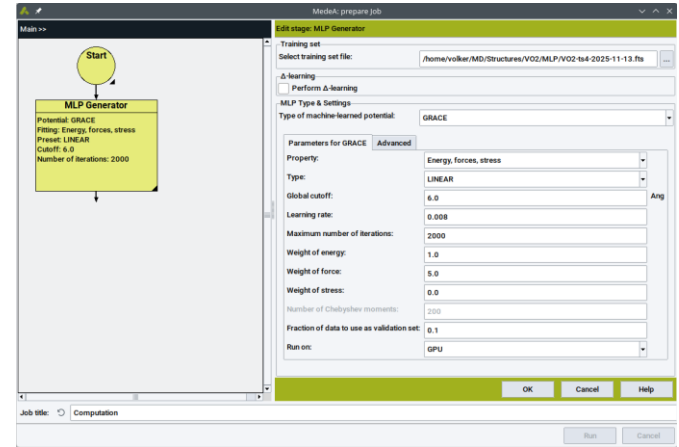 MedeA: prepare Job
Main >>
Start
MLP Generator
Potential: GRACE
Fitting: Energy, forces, stress
Preset: LINEAR
Cutoff: 6.0
Number of iterations: 2000
Edit stage: MLP Generator
Training set
Select training set file: /home/volker/MD/Structures/VO2/MLP/VO2-ts4-2025-11-13.fts ...
Δ-learning
Perform Δ-learning
MLP Type & Settings
Type of machine-learned potential: GRACE
Parameters for GRACE Advanced
Property: Energy, forces, stress
Type: LINEAR
Global cutoff: 6.0 Ang
Learning rate: 0.008
Maximum number of iterations: 2000
Weight of energy: 1.0
Weight of force: 5.0
Weight of stress: 0.0
Number of Chebyshev moments: 200
Fraction of data to use as validation set: 0.1
Run on: GPU
OK Cancel Help
Job title: Computation
Run Cancel